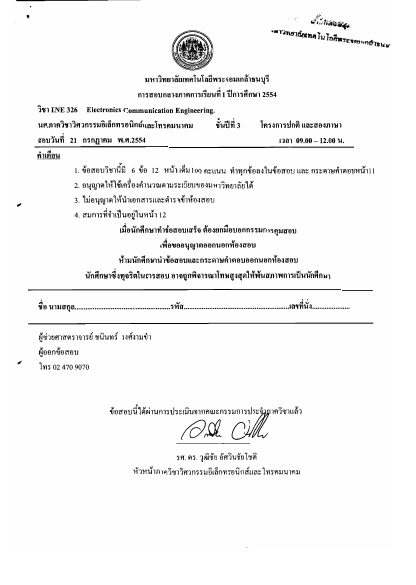 มหาวิทยาลัยเทคโนโลยีพระจอมเกล้าธนบุรี
มหาวิทยาลัยเทคโนโลยีพระจอมเกล้าธนบุรี
การสอบกลางภาคการเรียนที่ 1 ปีการศึกษา 2554
วิชา INE 326 Electronics Communication Engineering.
นศ.ภาควิชาวิศวกรรมอิเล็กทรอนิกส์และโทรคมนาคม ชั้นปีที่ 3 โครงการปกติ และสองภาษา
สอบวันที่ 21 กรกฎาคม พ.ศ.2554 เวลา 09.00 – 12.00 น.
คำเตือน
1. ข้อสอบวิชานี้มี 6 ข้อ 12 หน้า เต็ม 100 คะแนน ทำทุกข้อลงในข้อสอบ และ กระดาษคำตอบหน้า11
2. อนุญาตให้ใช้เครื่องคำนวณตามระเบียบของมหาวิทยาลัยได้
3. ไม่อนุญาตให้นำเอกสารและตำราเข้าห้องสอบ
4. สมการที่จำเป็นอยู่ในหน้า 12
เมื่อนักศึกษาทำข้อสอบเสร็จ ต้องยกมือบอกกรรมการคุมสอบ
เพื่อขออนุญาตออกนอกห้องสอบ
ห้ามนักศึกษานำข้อสอบและกระดาษคำตอบออกนอกห้องสอบ
นักศึกษาซึ่งทุจริตในการสอบ อาจถูกพิจารณาโทษสูงสุดให้พ้นสภาพการเป็นนักศึกษา
ชื่อ นามสกุล..................................................รหัส..................................................เลขที่นั่ง....................
ผู้ช่วยศาสตราจารย์ ชนินทร์ วงศ์งามขำ
ผู้ออกข้อสอบ
โทร 02 470 9070
ข้อสอบนี้ได้ผ่านการประเมินจากคณะกรรมการประจำภาควิชาแล้ว
รศ. ดร. วุฒิชัย อัศวินชัยโชติ
หัวหน้าภาควิชาวิศวกรรมอิเล็กทรอนิกส์และโทรคมนาคม